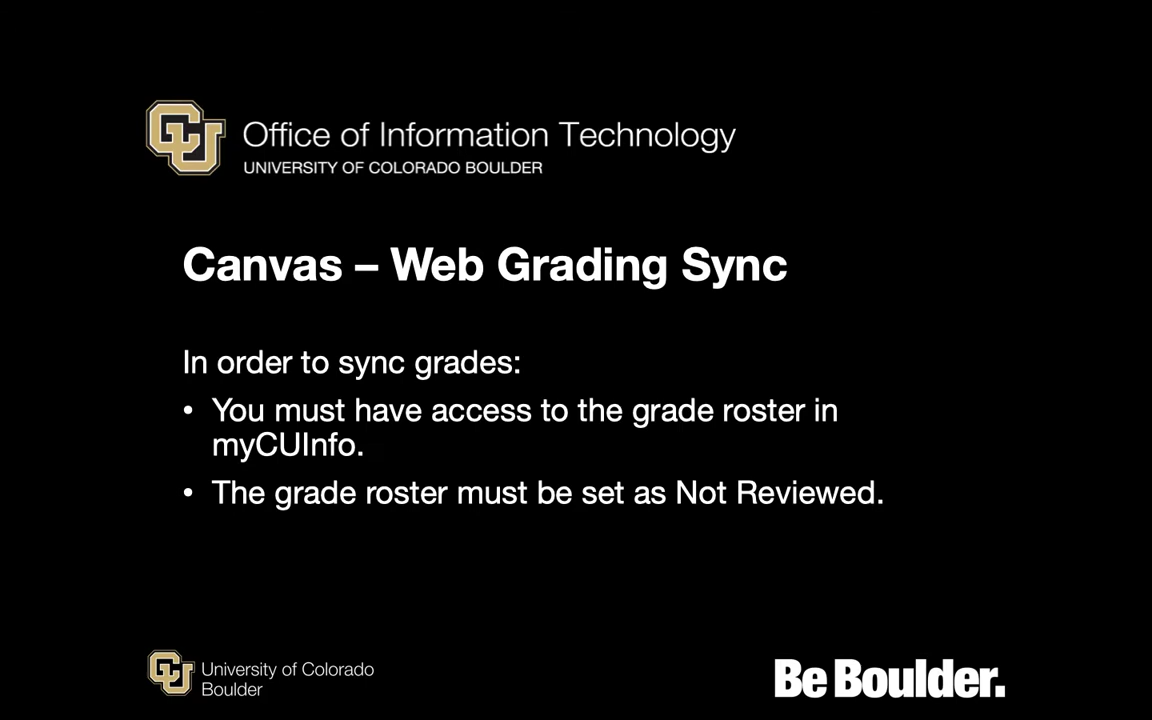 CU Office of Information Technology
UNIVERSITY OF COLORADO BOULDER
Canvas – Web Grading Sync
In order to sync grades:
• You must have access to the grade roster in
myCUInfo.
• The grade roster must be set as Not Reviewed.
CU University of Colorado
Boulder
Be Boulder.